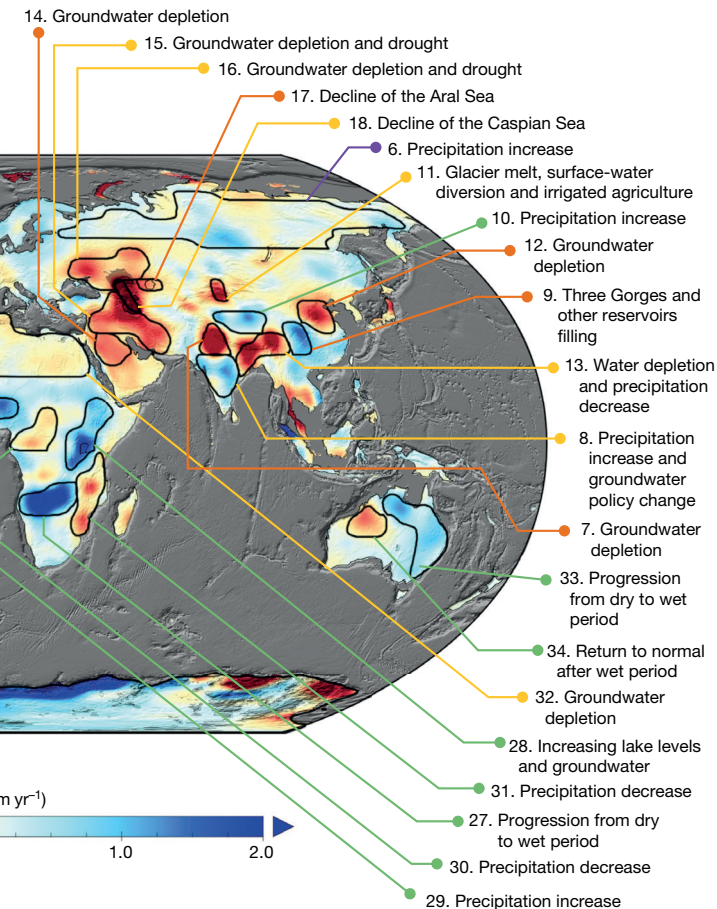 14. Groundwater depletion
15. Groundwater depletion and drought
16. Groundwater depletion and drought
17. Decline of the Aral Sea
18. Decline of the Caspian Sea
6. Precipitation increase
11. Glacier melt, surface-water
diversion and irrigated agriculture
10. Precipitation increase
12. Groundwater
depletion
9. Three Gorges and
other reservoirs
filling
13. Water depletion
and precipitation
decrease
8. Precipitation
increase and
groundwater
policy change
7. Groundwater
depletion
33. Progression
from dry to wet
period
34. Return to normal
after wet period
32. Groundwater
depletion
28. Increasing lake levels
and groundwater
31. Precipitation decrease
27. Progression from dry
to wet period
30. Precipitation decrease
29. Precipitation increase
m yr⁻¹)
1.0 2.0